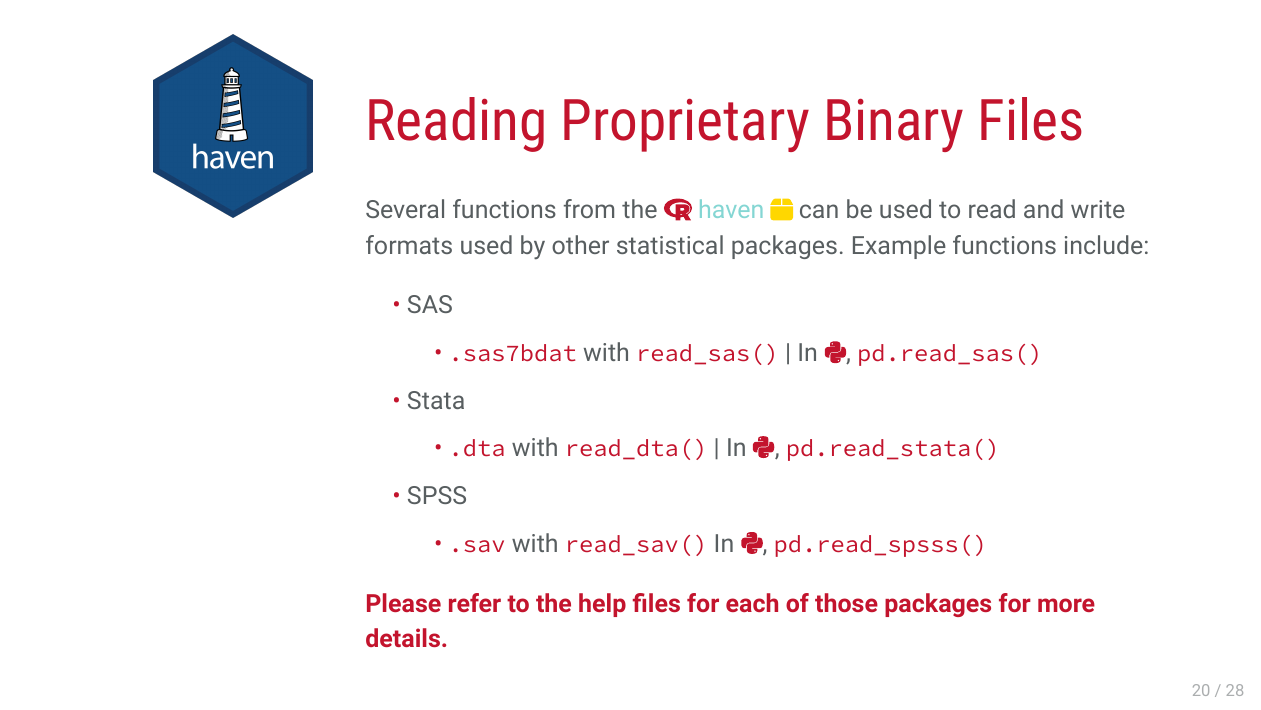 haven
Reading Proprietary Binary Files
Several functions from the R haven can be used to read and write
formats used by other statistical packages. Example functions include:
• SAS
• .sas7bdat with read_sas() | In , pd.read_sas()
• Stata
• .dta with read_dta() | In , pd.read_stata()
• SPSS
• .sav with read_sav() In , pd.read_spsss()
Please refer to the help files for each of those packages for more
details.
20 / 28